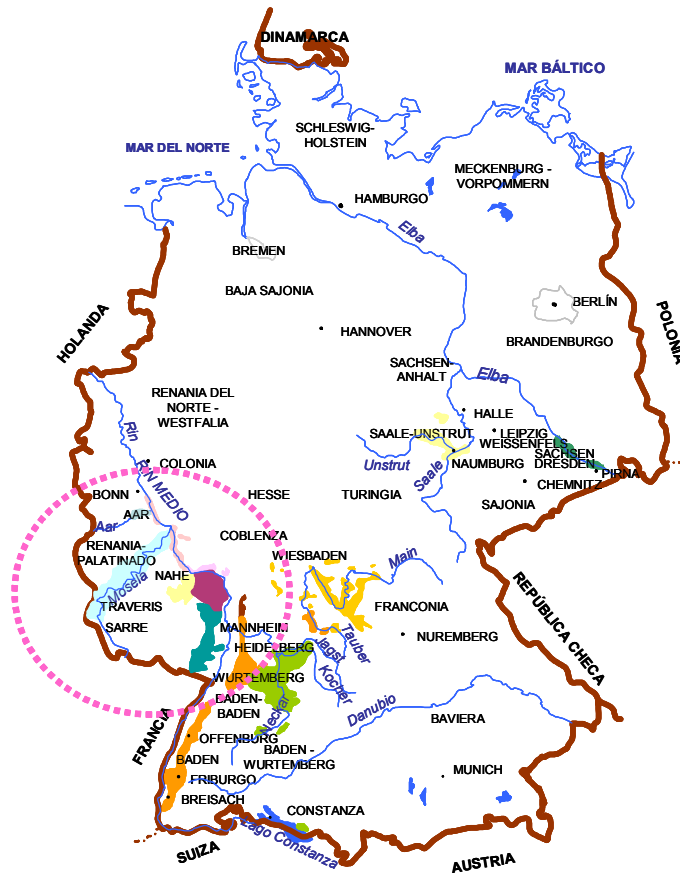 DINAMARCA
MAR BÁLTICO
SCHLESWIG-
HOLSTEIN
MAR DEL NORTE
MECKENBURG -
VORPOMMERN
HAMBURGO
Elba
BREMEN
BAJA SAJONIA
BERLÍN
HOLANDA
HANNOVER
BRANDENBURGO
POLONIA
SACHSEN-
ANHALT
Elba
RENANIA DEL
NORTE -
WESTFALIA
HALLE
Rin
SAALE-UNSTRUT
LEIPZIG
WEISSENFELS
SACHSEN
COLONIA
Unstrut
Saale
NAUMBURG
DRESDEN
PIRNA
RIN MEDIO
CHEMNITZ
BONN
HESSE
TURINGIA
SAJONIA
AAR
Aar
COBLENZA
RENANIA-
PALATINADO
WIESBADEN
Main
NAHE
Mosela
TRAVERIS
FRANCONIA
REPÚBLICA CHECA
SARRE
MANNHEIM
Tauber
NUREMBERG
HEIDELBERG
Jagst
Kocher
WURTEMBERG
BADEN-
BADEN
Neckar
Danubio
BAVIERA
FRANCIA
OFFENBURG
BADEN -
WURTEMBERG
BADEN
MUNICH
FRIBURGO
BREISACH
CONSTANZA
Lago Constanza
SUIZA
AUSTRIA